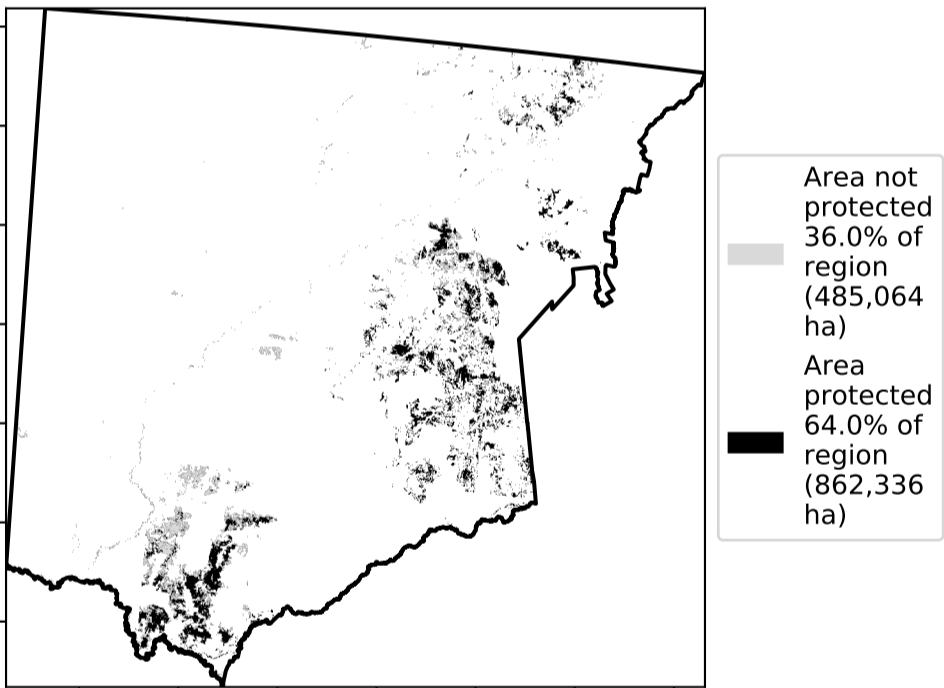 Area not
protected
36.0% of
region
(485,064
ha)
Area
protected
64.0% of
region
(862,336
ha)